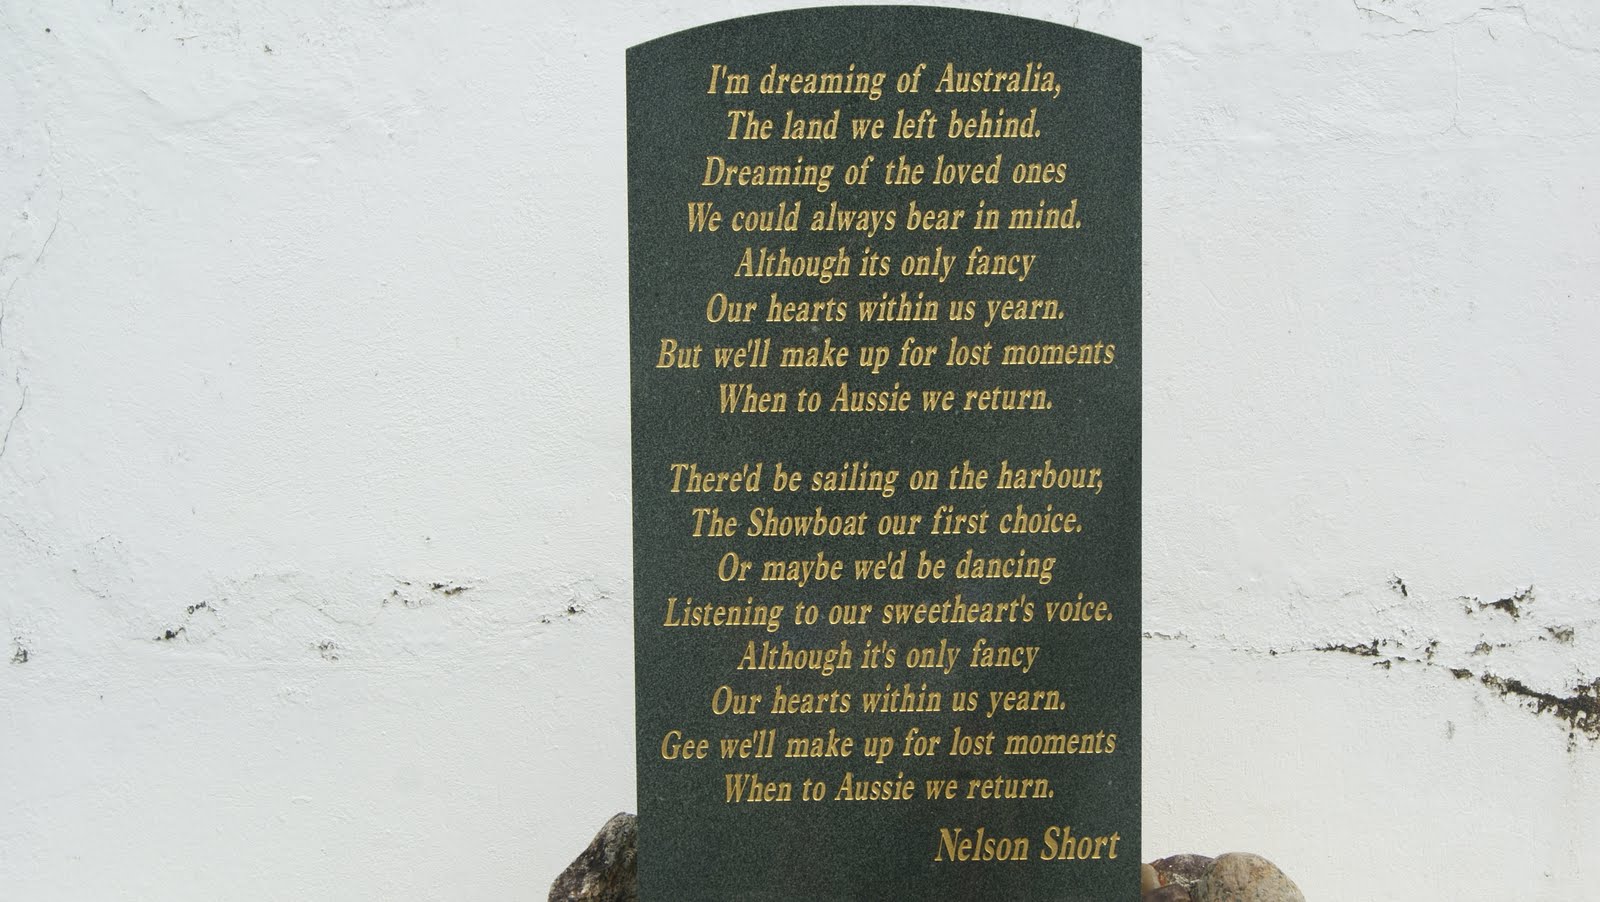 I'm dreaming of Australia,
The land we left behind.
Dreaming of the loved ones
We could always bear in mind.
Although its only fancy
Our hearts within us yearn.
But we'll make up for lost moments
When to Aussie we return.
There'd be sailing on the harbour,
The Showboat our first choice.
Or maybe we'd be dancing
Listening to our sweetheart's voice.
Although it's only fancy
Our hearts within us yearn.
Gee we'll make up for lost moments
When to Aussie we return.
Nelson Short